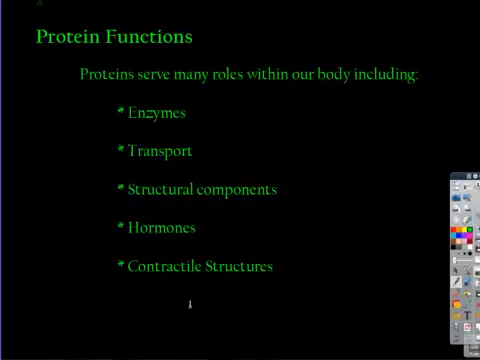 Protein Functions
Proteins serve many roles within our body including:
* Enzymes
* Transport
* Structural components
* Hormones
* Contractile Structures